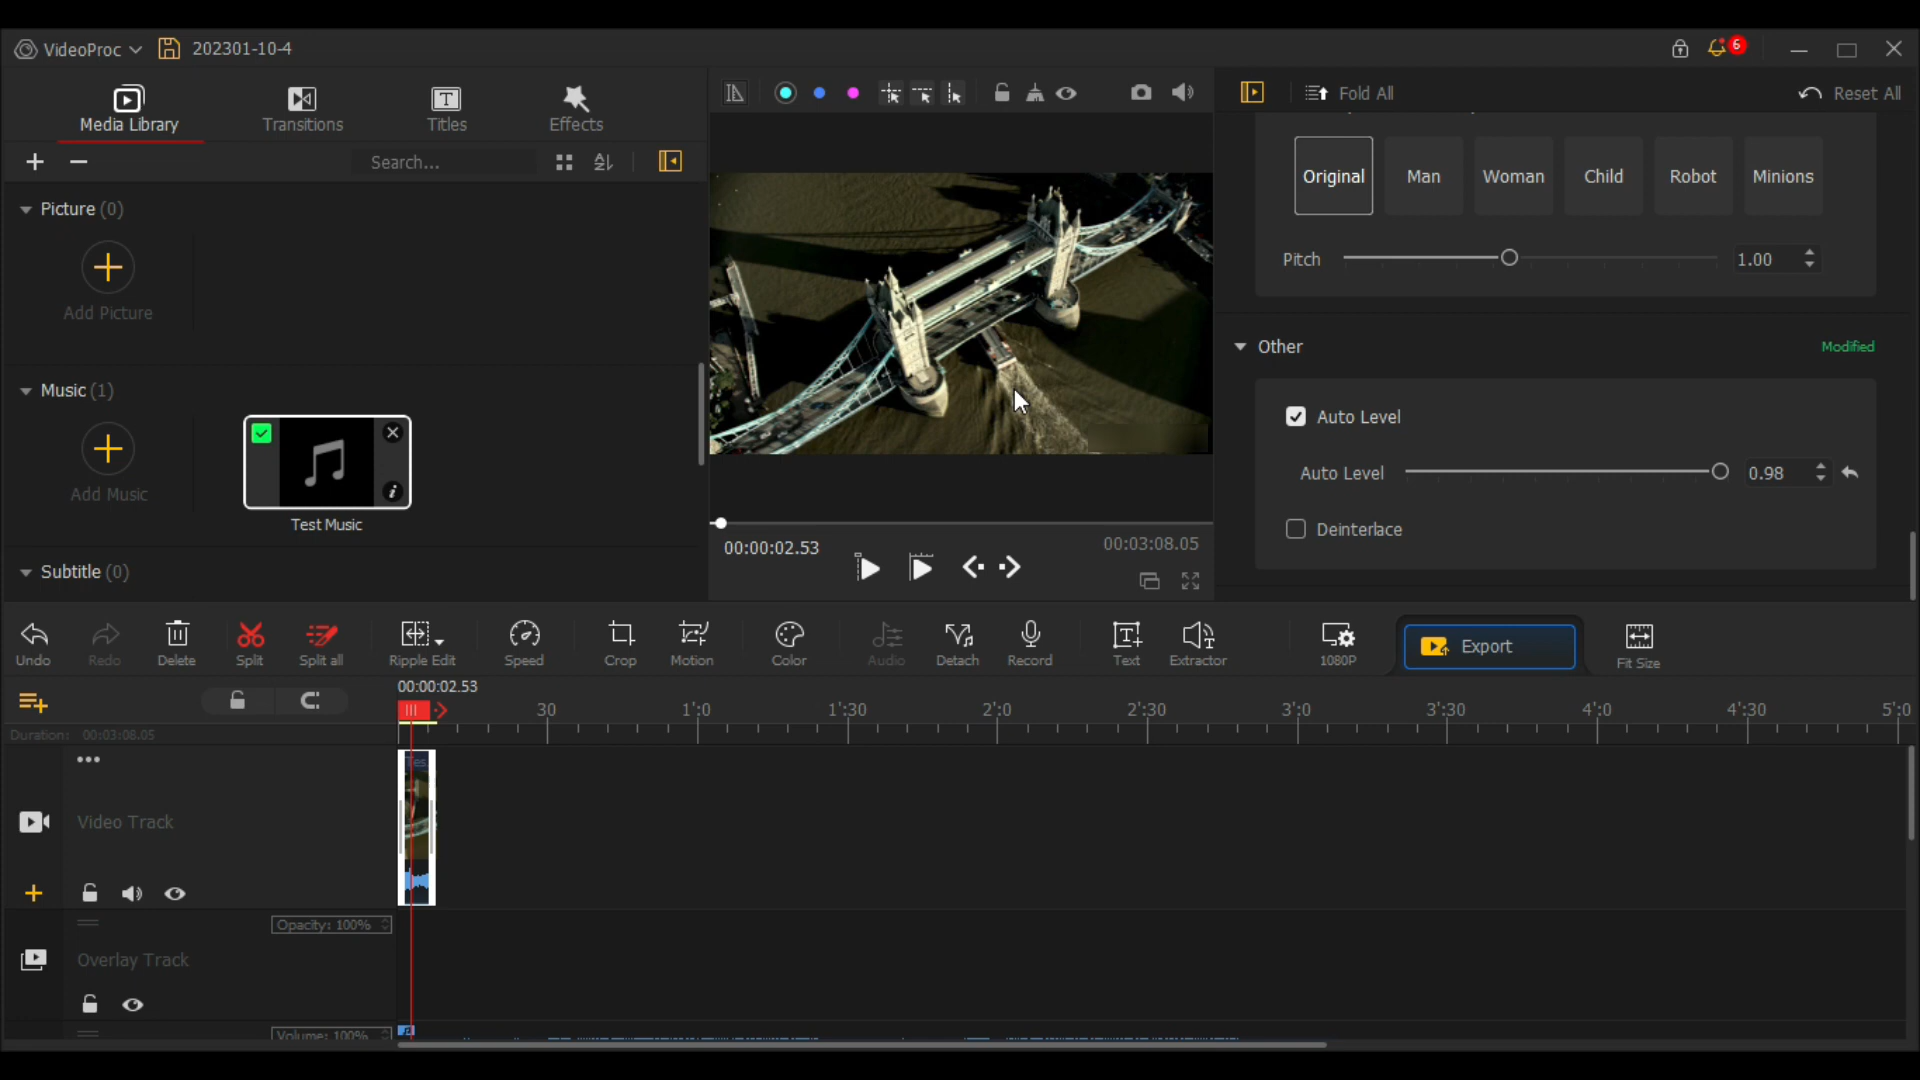 VideoProc 202301-10-4 6
Media Library Transitions Titles Effects
Fold All Reset All
Search...
Original Man Woman Child Robot Minions
Picture (0)
Add Picture
Pitch 1.00
Other Modified
Music (1)
Add Music
Test Music
Auto Level
Auto Level 0.98
Deinterlace
00:00:02.53 00:03:08.05
Subtitle (0)
Undo Redo Delete Split Split all Ripple Edit Speed Crop Motion Color Audio Detach Record Text Extractor 1080P Export Fit Size
00:00:02.53
30 1':0 1':30 2':0 2':30 3':0 3':30 4':0 4':30 5':0
Duration: 00:03:08.05
Tes
Video Track
Opacity: 100%
Overlay Track
Volume: 100%